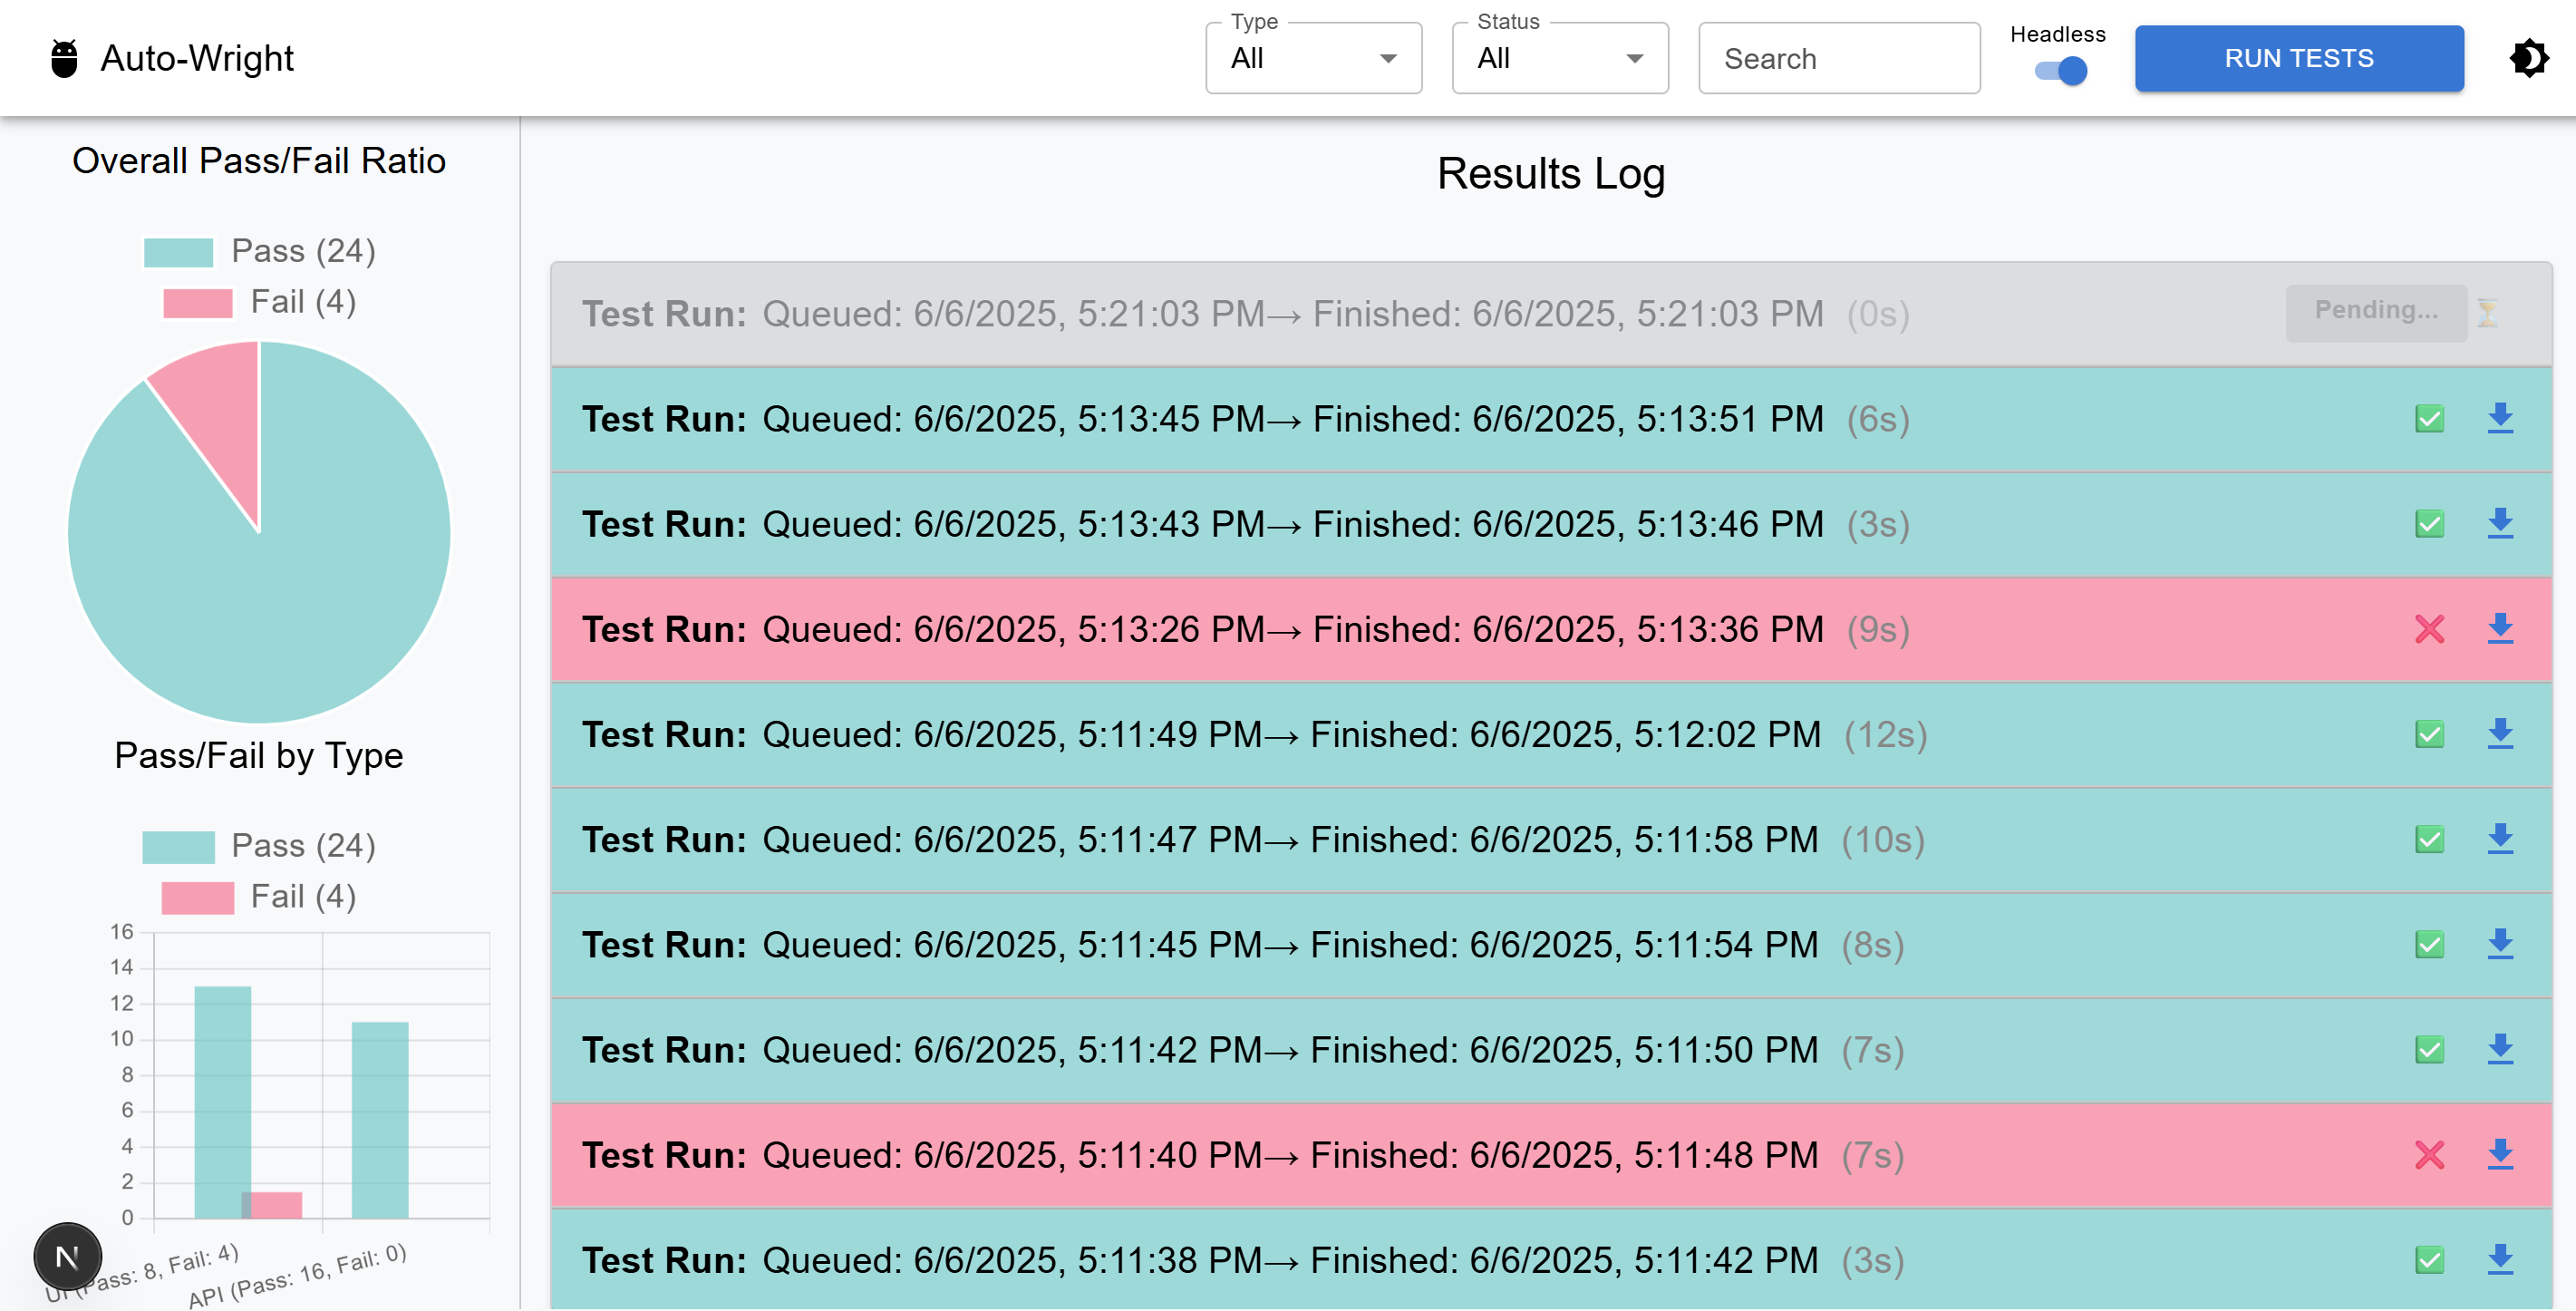 Auto-Wright
Type
All
Status
All
Search
Headless
RUN TESTS
Overall Pass/Fail Ratio
Pass (24)
Fail (4)
Pass/Fail by Type
Pass (24)
Fail (4)
16
14
12
10
8
6
4
2
0
UI (Pass: 8, Fail: 4)
API (Pass: 16, Fail: 0)
N
Results Log
Test Run: Queued: 6/6/2025, 5:21:03 PM→ Finished: 6/6/2025, 5:21:03 PM (0s) Pending...
Test Run: Queued: 6/6/2025, 5:13:45 PM→ Finished: 6/6/2025, 5:13:51 PM (6s)
Test Run: Queued: 6/6/2025, 5:13:43 PM→ Finished: 6/6/2025, 5:13:46 PM (3s)
Test Run: Queued: 6/6/2025, 5:13:26 PM→ Finished: 6/6/2025, 5:13:36 PM (9s)
Test Run: Queued: 6/6/2025, 5:11:49 PM→ Finished: 6/6/2025, 5:12:02 PM (12s)
Test Run: Queued: 6/6/2025, 5:11:47 PM→ Finished: 6/6/2025, 5:11:58 PM (10s)
Test Run: Queued: 6/6/2025, 5:11:45 PM→ Finished: 6/6/2025, 5:11:54 PM (8s)
Test Run: Queued: 6/6/2025, 5:11:42 PM→ Finished: 6/6/2025, 5:11:50 PM (7s)
Test Run: Queued: 6/6/2025, 5:11:40 PM→ Finished: 6/6/2025, 5:11:48 PM (7s)
Test Run: Queued: 6/6/2025, 5:11:38 PM→ Finished: 6/6/2025, 5:11:42 PM (3s)